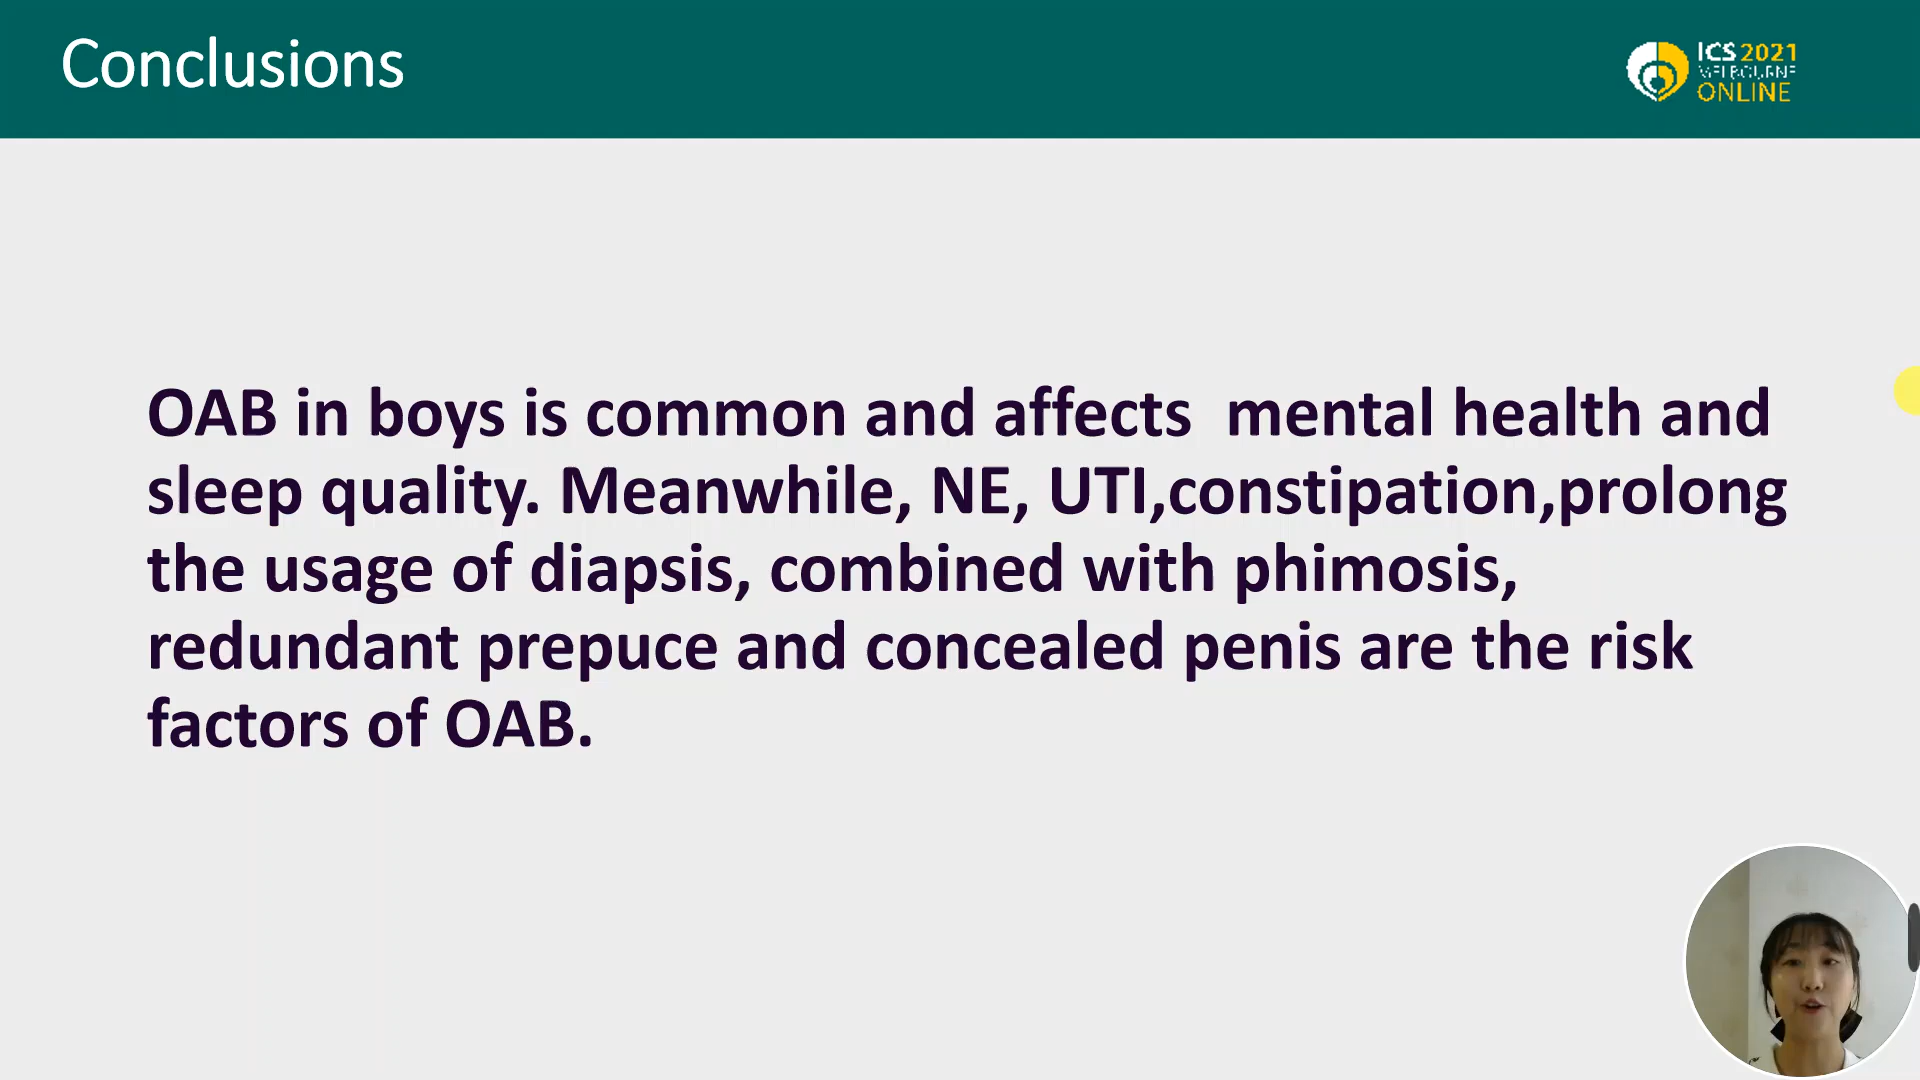 Conclusions
ICS 2021
MELBOURNE
ONLINE
OAB in boys is common and affects  mental health and
sleep quality. Meanwhile, NE, UTI,constipation,prolong
the usage of diapsis, combined with phimosis,
redundant prepuce and concealed penis are the risk
factors of OAB.